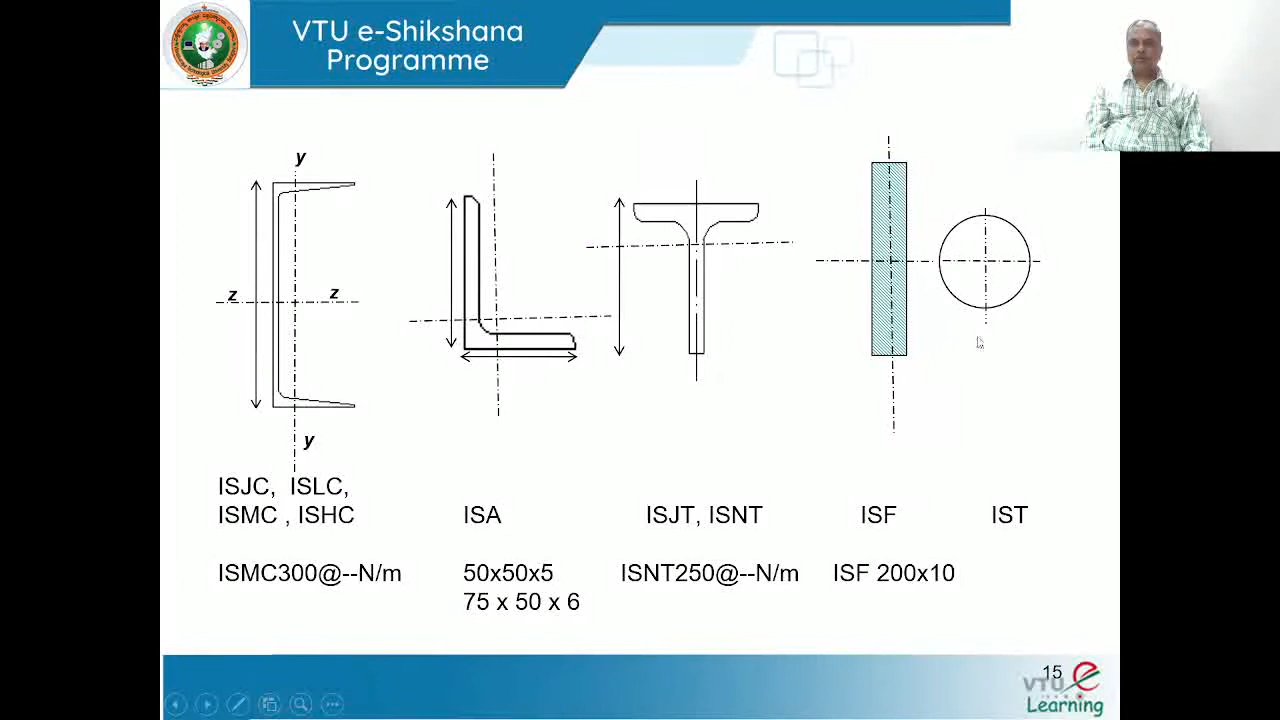 VTU e-Shikshana
Programme
y
z z
y
ISJC, ISLC,
ISMC , ISHC ISA ISJT, ISNT ISF IST
ISMC300@--N/m 50x50x5 ISNT250@--N/m ISF 200x10
75 x 50 x 6
15
VTU e
Learning